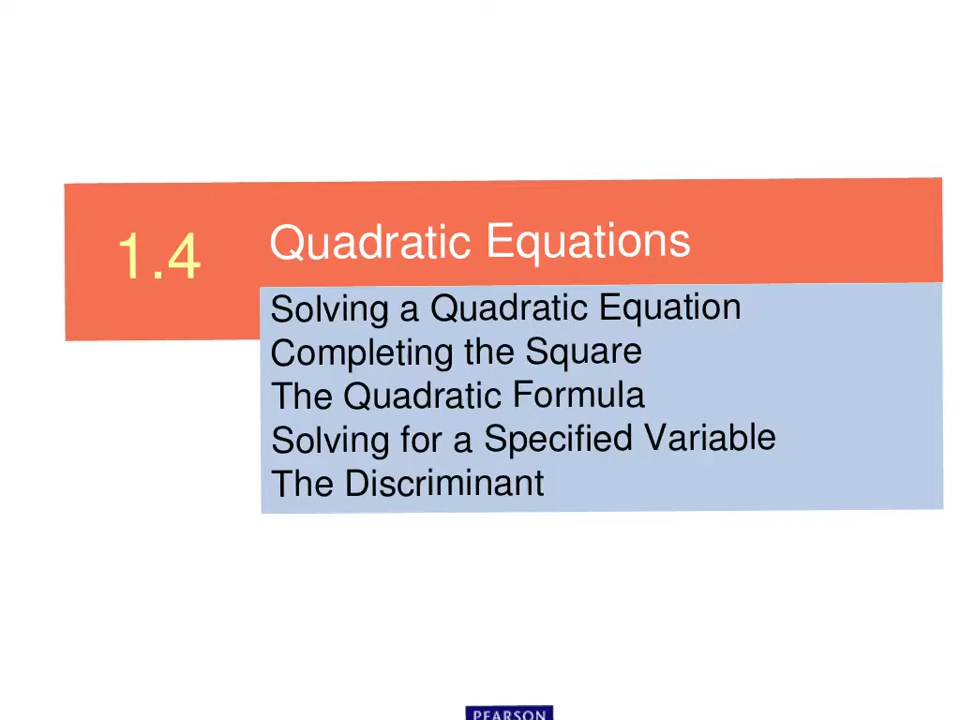 1.4
Quadratic Equations
Solving a Quadratic Equation
Completing the Square
The Quadratic Formula
Solving for a Specified Variable
The Discriminant
PEARSON